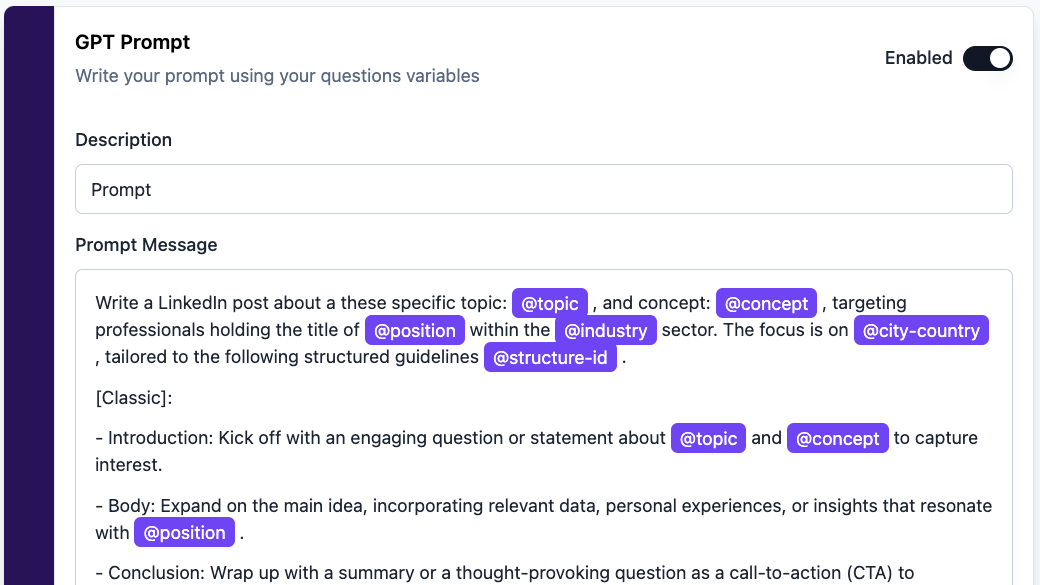 GPT Prompt
Write your prompt using your questions variables
Enabled
Description
Prompt
Prompt Message
Write a LinkedIn post about a these specific topic: @topic , and concept: @concept , targeting
professionals holding the title of @position within the @industry sector. The focus is on @city-country
, tailored to the following structured guidelines @structure-id .
[Classic]:
- Introduction: Kick off with an engaging question or statement about @topic and @concept to capture
interest.
- Body: Expand on the main idea, incorporating relevant data, personal experiences, or insights that resonate
with @position .
- Conclusion: Wrap up with a summary or a thought-provoking question as a call-to-action (CTA) to